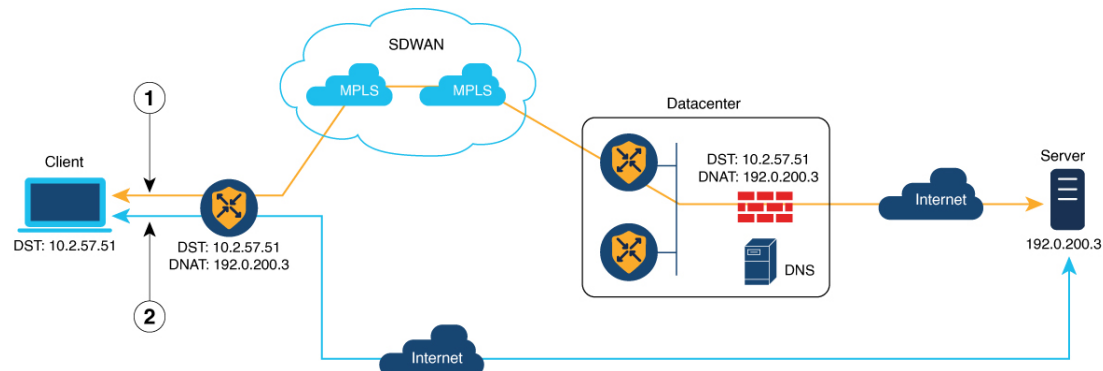 SDWAN
MPLS
MPLS
1
Datacenter
Client
DST: 10.2.57.51
DNAT: 192.0.200.3
Server
Internet
DST: 10.2.57.51
DST: 10.2.57.51
DNAT: 192.0.200.3
192.0.200.3
DNS
2
Internet